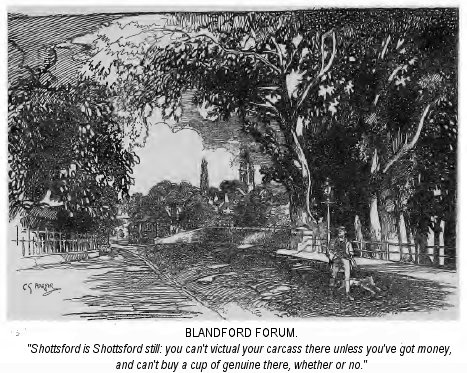 C G HARPER
BLANDFORD FORUM.
"Shottsford is Shottsford still: you can't victual your carcass there unless you've got money,
and can't buy a cup of genuine there, whether or no."